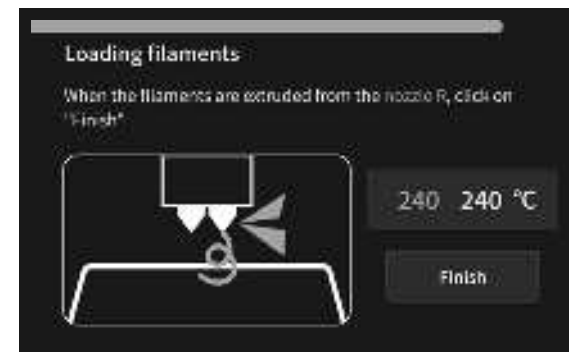 Loading filaments
When the filaments are extruded from the nozzle R, click on
"Finish"
240 240 °C
Finish